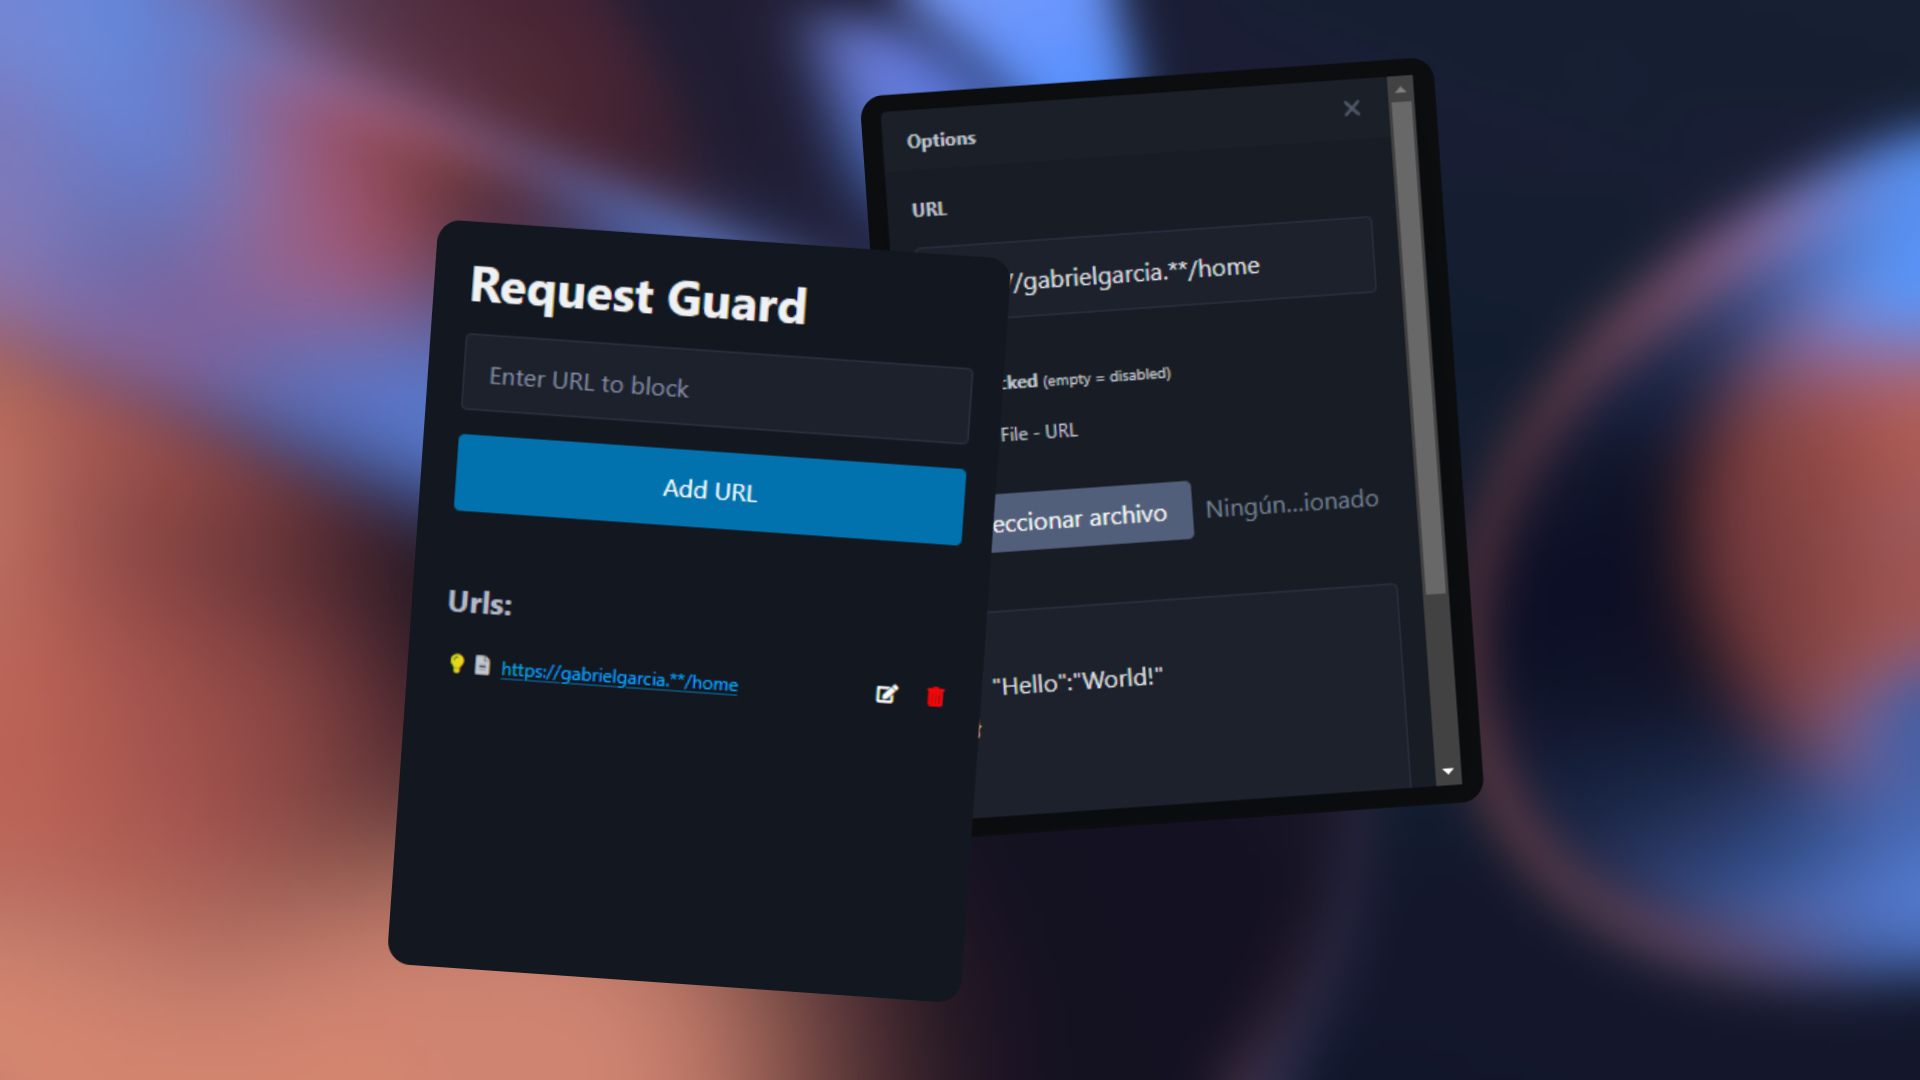 Request Guard
Enter URL to block
Add URL
Urls:
https://gabrielgarcia.**/home
Options
URL
//gabrielgarcia.**/home
cked (empty = disabled)
File - URL
eccionar archivo Ningún...ionado
"Hello":"World!"